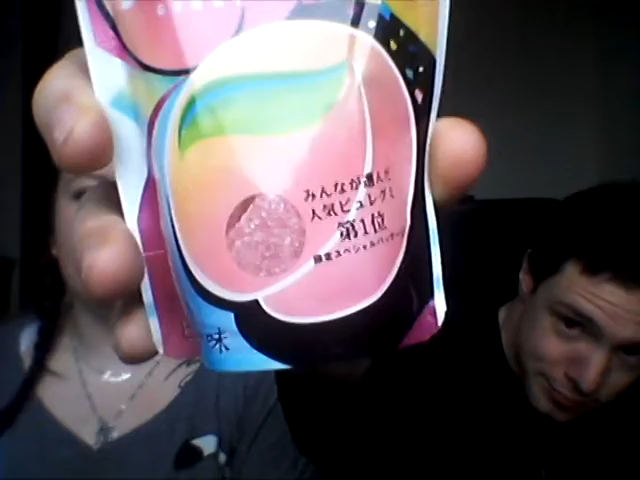 みんなが選んだ
人気ピュレグミ
第1位
限定スペシャルパッケージ
味